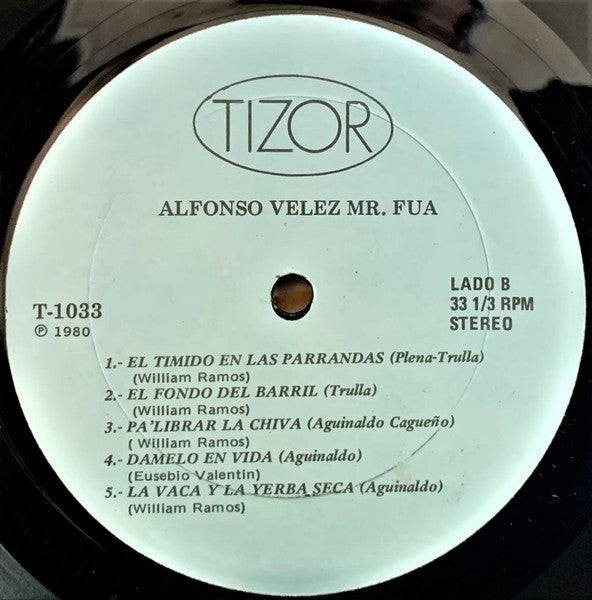 TIZOR
ALFONSO VELEZ MR. FUA
T-1033
℗ 1980
LADO B
33 1/3 RPM
STEREO
1.- EL TIMIDO EN LAS PARRANDAS (Plena-Trulla)
(William Ramos)
2.- EL FONDO DEL BARRIL (Trulla)
(William Ramos)
3.- PA'LIBRAR LA CHIVA (Aguinaldo Cagueño)
( William Ramos)
4.- DAMELO EN VIDA (Aguinaldo)
(Eusebio Valentin)
5.- LA VACA Y LA YERBA SECA (Aguinaldo)
(William Ramos)